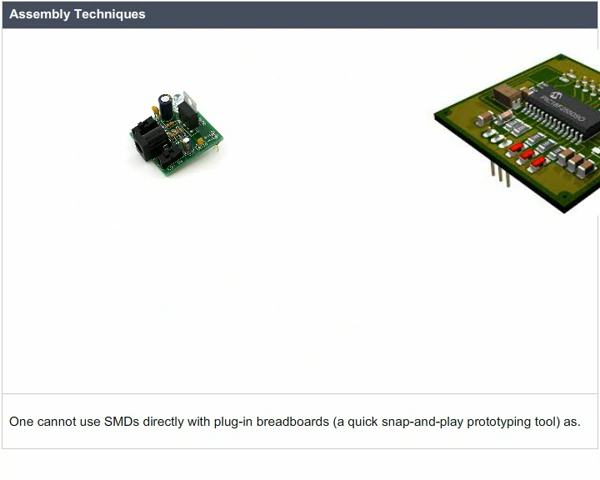 Assembly Techniques
One cannot use SMDs directly with plug-in breadboards (a quick snap-and-play prototyping tool) as.